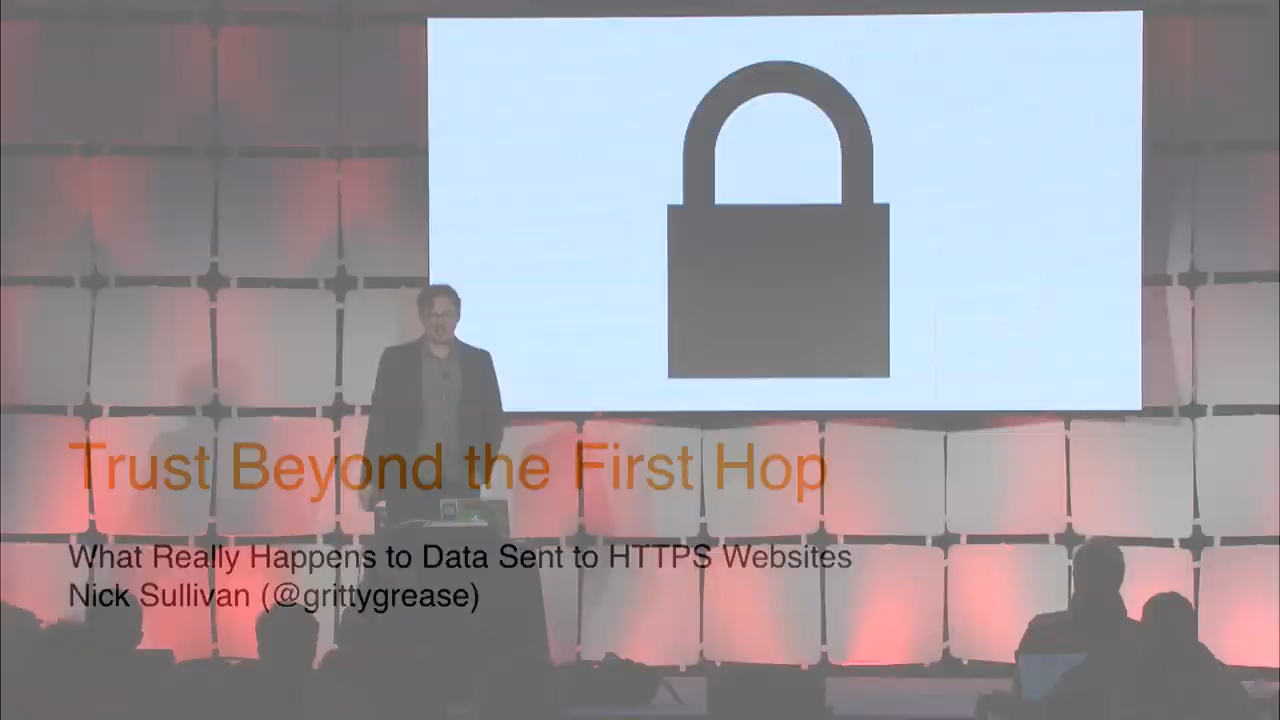 Trust Beyond the First Hop
What Really Happens to Data Sent to HTTPS Websites
Nick Sullivan (@grittygrease)